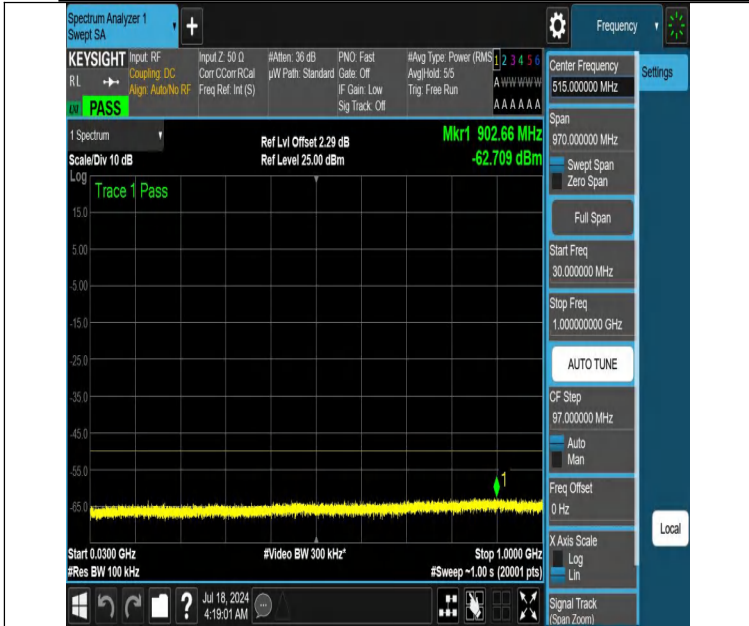 Spectrum Analyzer 1
Swept SA
+
Frequency
KEYSIGHT
RL
LXI
PASS
Input: RF
Coupling: DC
Align: Auto/No RF
Input Z: 50 Ω
Corr CCorr RCal
Freq Ref: Int (S)
#Atten: 36 dB
µW Path: Standard
PNO: Fast
Gate: Off
IF Gain: Low
Sig Track: Off
#Avg Type: Power (RMS
Avg|Hold: 5/5
Trig: Free Run
1 2 3 4 5 6
A W W W W W
A A A A A A
1 Spectrum
Scale/Div 10 dB
Ref Lvl Offset 2.29 dB
Ref Level 25.00 dBm
Mkr1 902.66 MHz
-62.709 dBm
Log
Trace 1 Pass
15.0
5.00
-5.00
-15.0
-25.0
-35.0
-45.0
-55.0
-65.0
1
Start 0.0300 GHz
#Res BW 100 kHz
#Video BW 300 kHz*
Stop 1.0000 GHz
#Sweep ~1.00 s (20001 pts)
?
Jul 18, 2024
4:19:01 AM
Center Frequency
515.000000 MHz
Settings
Span
970.000000 MHz
Swept Span
Zero Span
Full Span
Start Freq
30.000000 MHz
Stop Freq
1.000000000 GHz
AUTO TUNE
CF Step
97.000000 MHz
Auto
Man
Freq Offset
0 Hz
Local
X Axis Scale
Log
Lin
Signal Track
(Span Zoom)